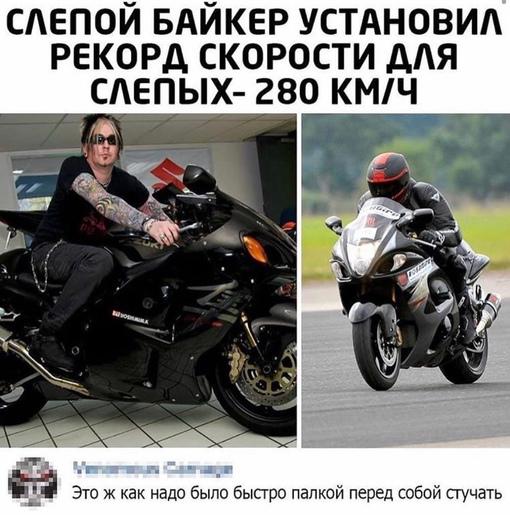 СЛЕПОЙ БАЙКЕР УСТАНОВИЛ
РЕКОРД СКОРОСТИ ДЛЯ
СЛЕПЫХ- 280 КМ/Ч
YOSHIMURA
Это ж как надо было быстро палкой перед собой стучать